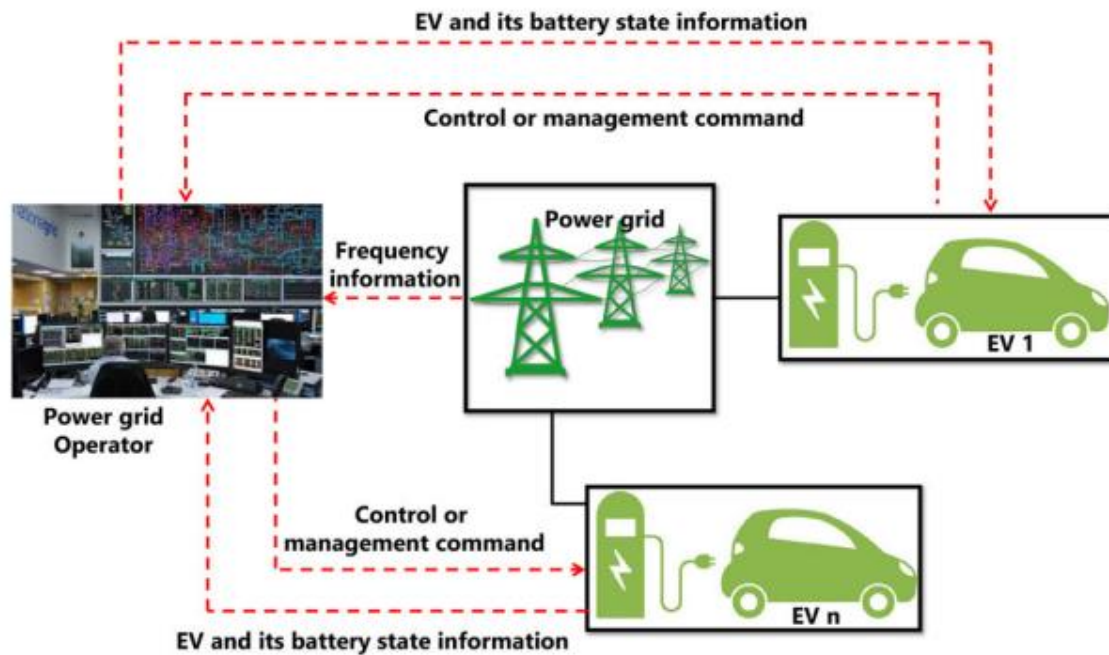 EV and its battery state information
Control or management command
Power grid
Frequency
information
EV 1
Power grid
Operator
Control or
management command
EV n
EV and its battery state information